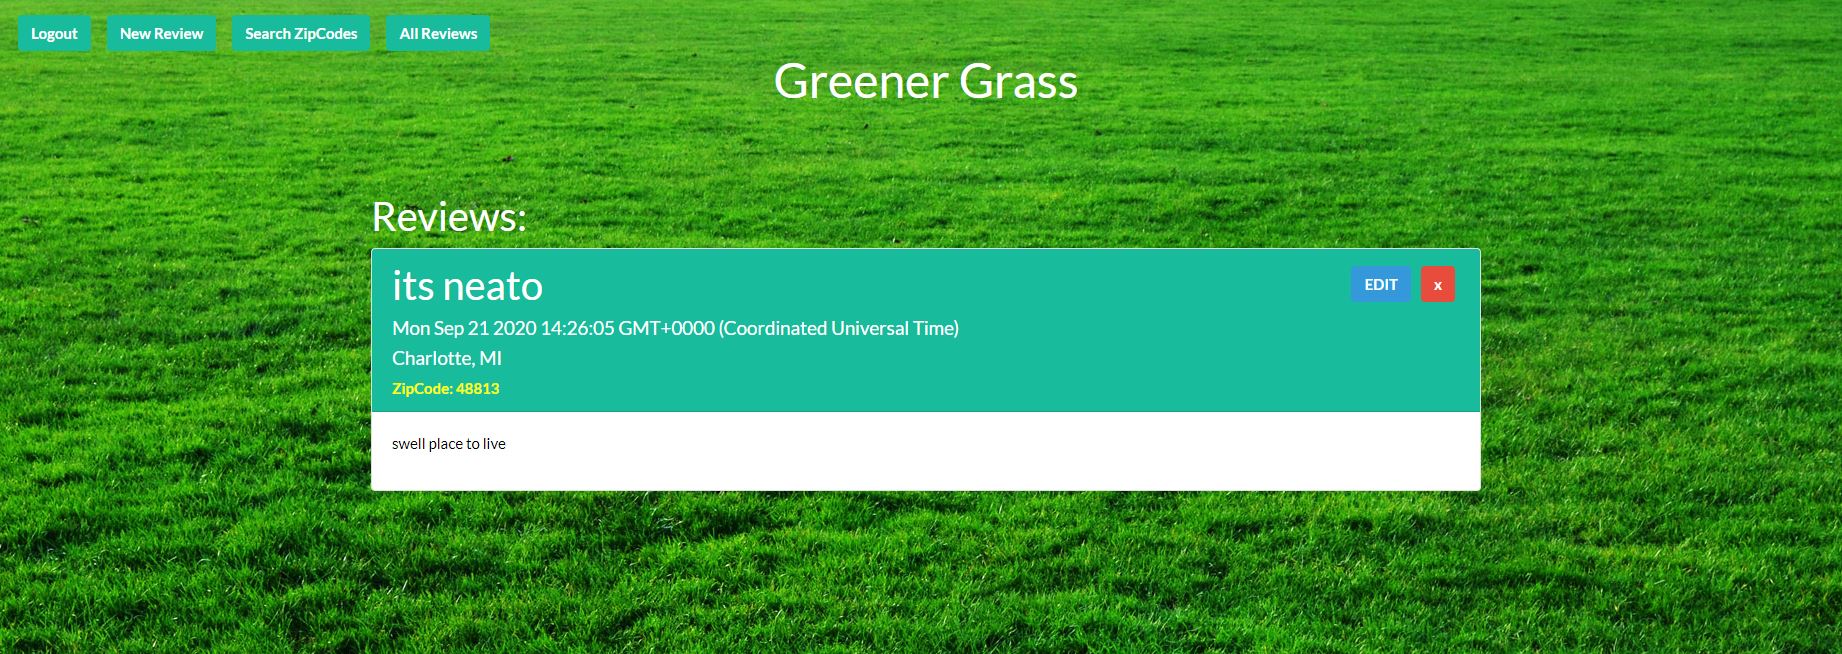 Logout New Review Search ZipCodes All Reviews
Greener Grass
Reviews:
its neato
EDIT x
Mon Sep 21 2020 14:26:05 GMT+0000 (Coordinated Universal Time)
Charlotte, MI
ZipCode: 48813
swell place to live